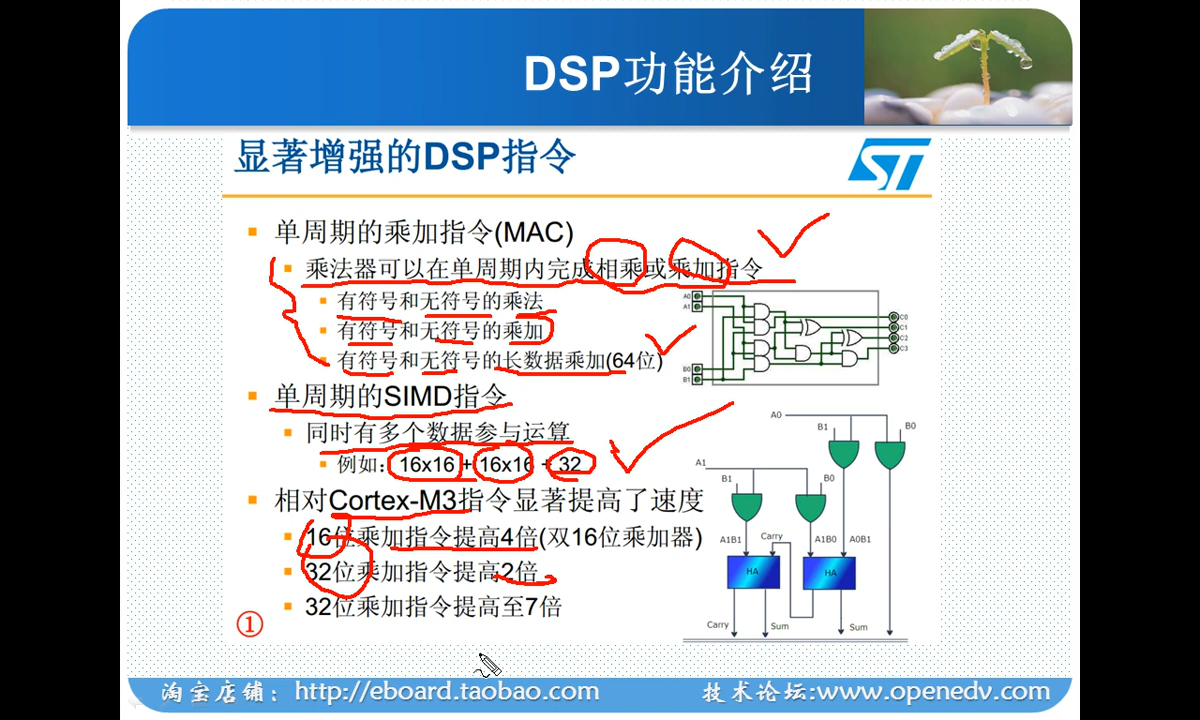 DSP功能介绍
显著增强的DSP指令
ST
单周期的乘加指令(MAC)
乘法器可以在单周期内完成相乘或乘加指令
有符号和无符号的乘法
有符号和无符号的乘加
有符号和无符号的长数据乘加(64位)
单周期的SIMD指令
同时有多个数据参与运算
例如：16x16 + 16x16 + 32
相对Cortex-M3指令显著提高了速度
16位乘加指令提高4倍(双16位乘加器)
32位乘加指令提高2倍
32位乘加指令提高至7倍
①
A0
A1
B0
B1
C0
C1
C2
C3
A0
B1
B0
A1
B1
B0
A1B1
Carry
A1B0
A0B1
HA
HA
Carry
Sum
Sum
淘宝店铺：http://eboard.taobao.com
技术论坛:www.openedv.com